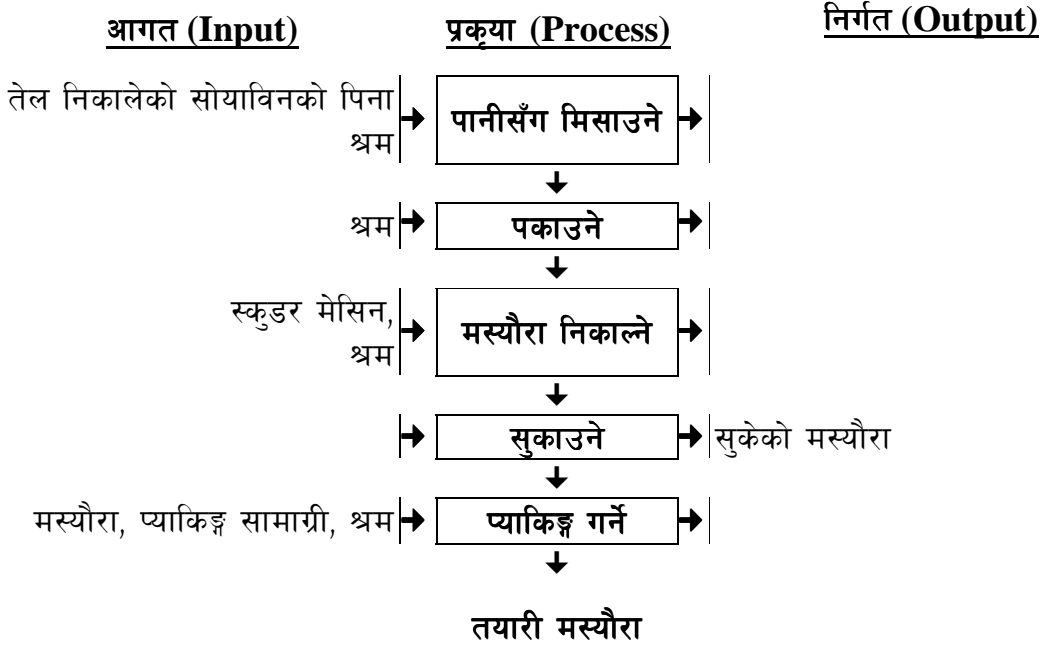 आगत (Input) प्रकृया (Process) निर्गत (Output)
तेल निकालेको सोयाविनको पिना
श्रम
पानीसँग मिसाउने
श्रम पकाउने
स्कुडर मेसिन,
श्रम
मस्यौरा निकाल्ने
सुकाउने सुकेको मस्यौरा
मस्यौरा, प्याकिङ्ग सामाग्री, श्रम प्याकिङ्ग गर्ने
तयारी मस्यौरा